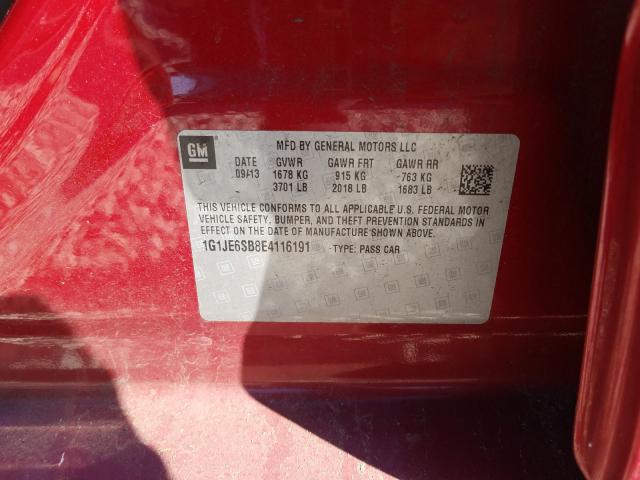 GM
MFD BY GENERAL MOTORS LLC
DATE GVWR GAWR FRT GAWR RR
09/13 1678 KG 915 KG 763 KG
3701 LB 2018 LB 1683 LB
THIS VEHICLE CONFORMS TO ALL APPLICABLE U.S. FEDERAL MOTOR
VEHICLE SAFETY, BUMPER, AND THEFT PREVENTION STANDARDS IN
EFFECT ON THE DATE OF MANUFACTURE SHOWN ABOVE.
1G1JE6SB8E4116191 TYPE: PASS CAR